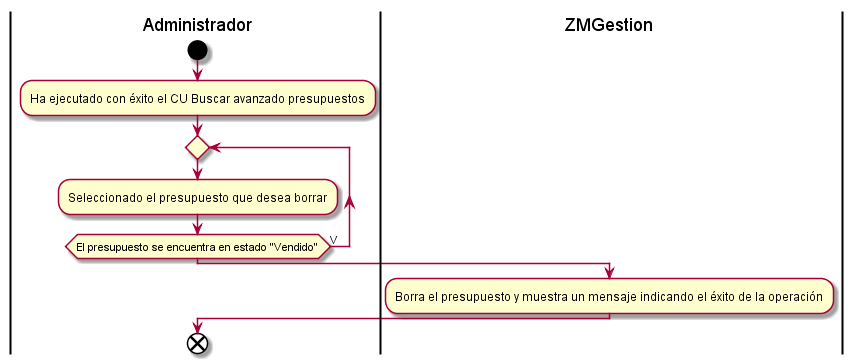 Administrador
ZMGestion
Ha ejecutado con éxito el CU Buscar avanzado presupuestos
Seleccionado el presupuesto que desea borrar
El presupuesto se encuentra en estado "Vendido"
V
Borra el presupuesto y muestra un mensaje indicando el éxito de la operación